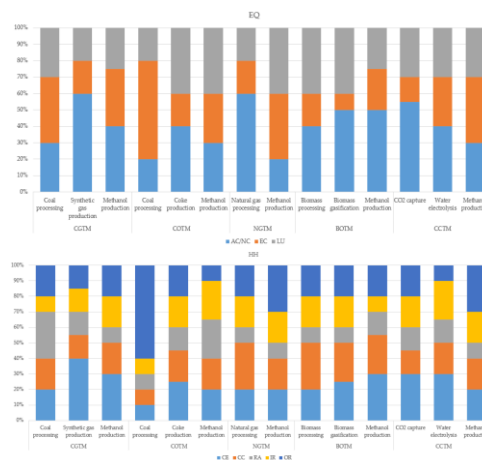 EQ
100%
90%
80%
70%
60%
50%
40%
30%
20%
10%
0%
Coal processing
Synthetic gas production
Methanol production
Coal processing
Coke production
Methanol production
Natural gas processing
Methanol production
Biomass processing
Biomass gasification
Methanol production
CO2 capture
Water electrolysis
Methanol
CGTM
COTM
NGTM
BOTM
CCTM
AC/NC EC LU
HH
100%
90%
80%
70%
60%
50%
40%
30%
20%
10%
0%
Coal processing
Synthetic gas production
Methanol production
Coal processing
Coke production
Methanol production
Natural gas processing
Methanol production
Biomass processing
Biomass gasification
Methanol production
CO2 capture
Water electrolysis
CGTM
COTM
NGTM
BOTM
CCTM
CC RA IE OR